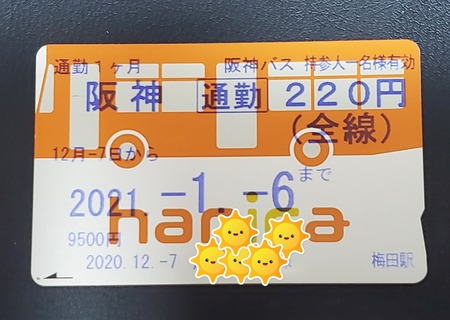 通勤1ヶ月 阪神バス 持参人一名様有効
阪神 通勤 220円
(全線)
12月-7日から
2021.-1.-6まで
hanica
9500円
2020.12.-7 梅田駅